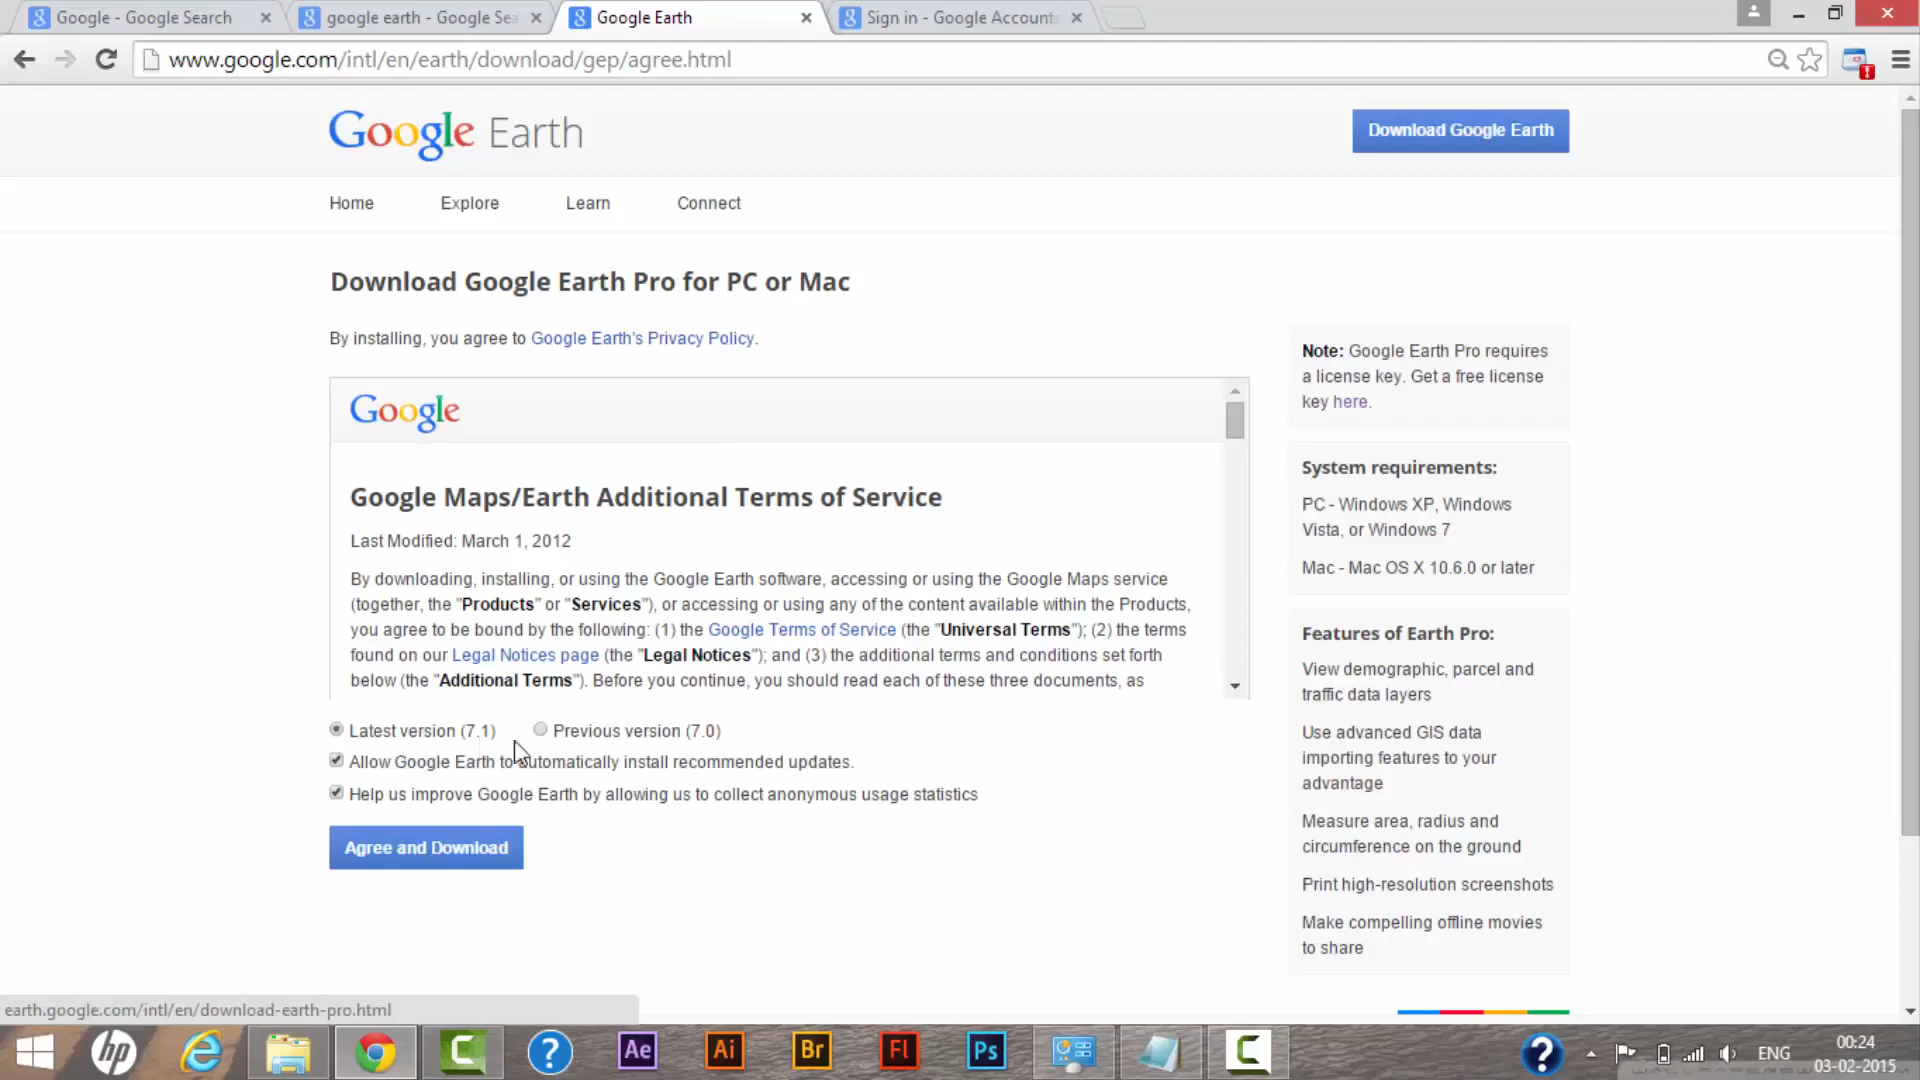 Google - Google Search
google earth - Google Sea
Google Earth
Sign in - Google Accounts
www.google.com/intl/en/earth/download/gep/agree.html
Google Earth
Download Google Earth
Home
Explore
Learn
Connect
Download Google Earth Pro for PC or Mac
By installing, you agree to Google Earth's Privacy Policy.
Google
Google Maps/Earth Additional Terms of Service
Last Modified: March 1, 2012
By downloading, installing, or using the Google Earth software, accessing or using the Google Maps service
(together, the "Products" or "Services"), or accessing or using any of the content available within the Products,
you agree to be bound by the following: (1) the Google Terms of Service (the "Universal Terms"); (2) the terms
found on our Legal Notices page (the "Legal Notices"); and (3) the additional terms and conditions set forth
below (the "Additional Terms"). Before you continue, you should read each of these three documents, as
Latest version (7.1)
Previous version (7.0)
Allow Google Earth to automatically install recommended updates.
Help us improve Google Earth by allowing us to collect anonymous usage statistics
Agree and Download
Note: Google Earth Pro requires
a license key. Get a free license
key here.
System requirements:
PC - Windows XP, Windows
Vista, or Windows 7
Mac - Mac OS X 10.6.0 or later
Features of Earth Pro:
View demographic, parcel and
traffic data layers
Use advanced GIS data
importing features to your
advantage
Measure area, radius and
circumference on the ground
Print high-resolution screenshots
Make compelling offline movies
to share
earth.google.com/intl/en/download-earth-pro.html
hp
Ae
Ai
Br
Fl
Ps
ENG
00:24
03-02-2015